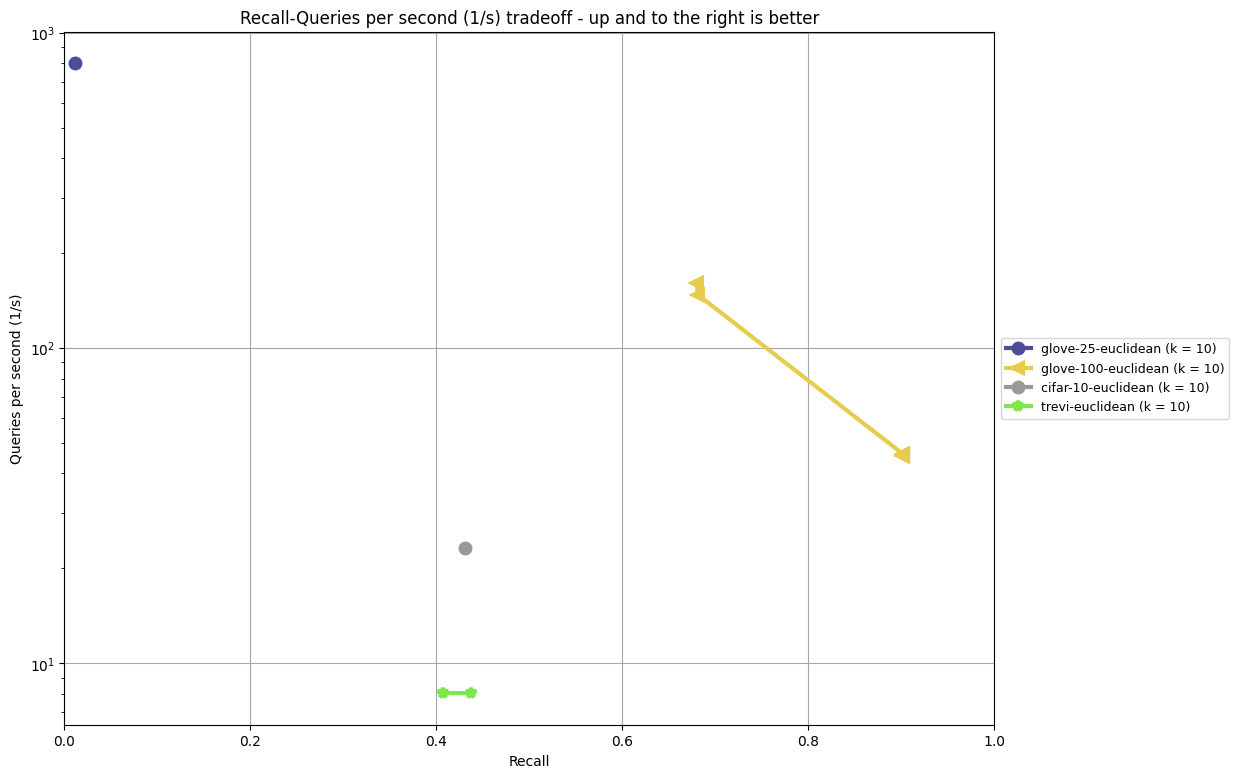 Recall-Queries per second (1/s) tradeoff - up and to the right is better
10³
10²
10¹
Queries per second (1/s)
0.0 0.2 0.4 0.6 0.8 1.0
Recall
glove-25-euclidean (k = 10)
glove-100-euclidean (k = 10)
cifar-10-euclidean (k = 10)
trevi-euclidean (k = 10)